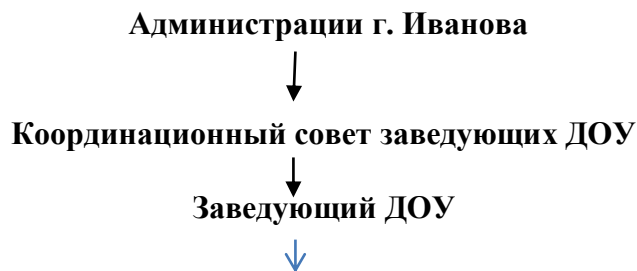 Администрации г. Иванова
Координационный совет заведующих ДОУ
Заведующий ДОУ